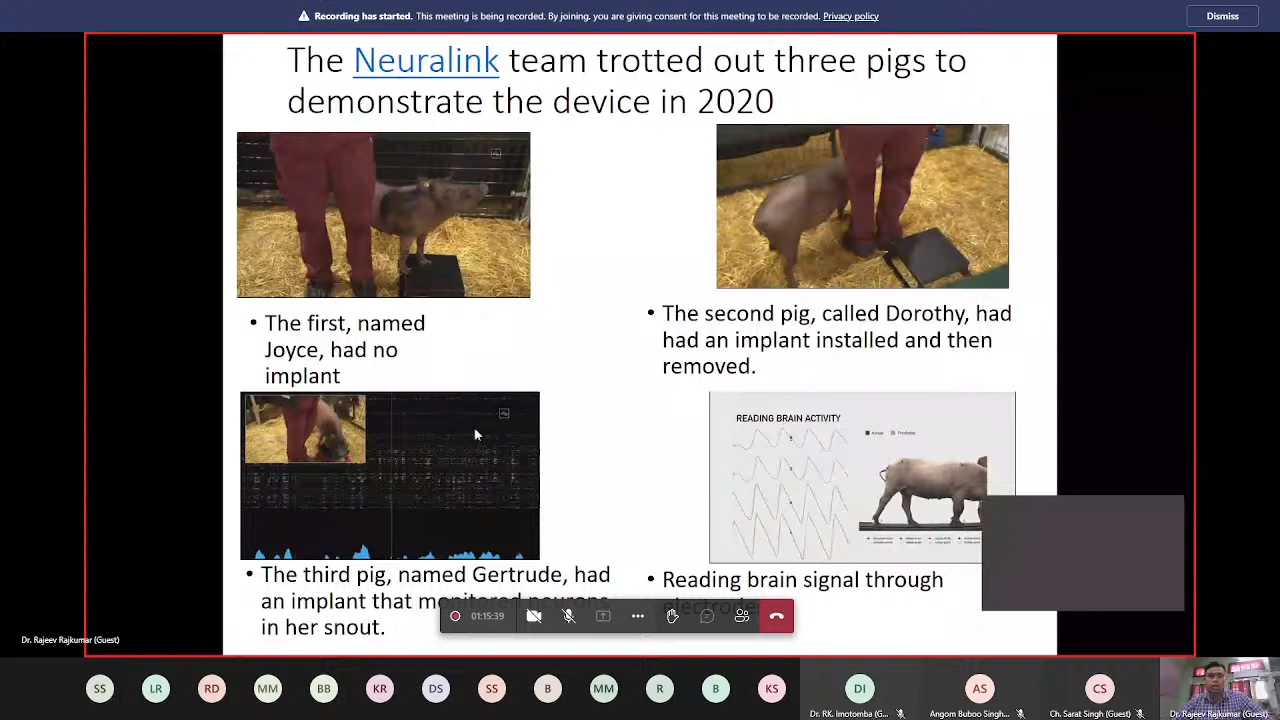 Recording has started. This meeting is being recorded. By joining, you are giving consent for this meeting to be recorded. Privacy policy
Dismiss
The Neuralink team trotted out three pigs to
demonstrate the device in 2020
• The first, named
Joyce, had no
implant
• The second pig, called Dorothy, had
had an implant installed and then
removed.
READING BRAIN ACTIVITY
• The third pig, named Gertrude, had
an implant that monitored neurons
in her snout.
• Reading brain signal through
01:15:39
Dr. Rajeev Rajkumar (Guest)
SS LR RD MM BB KR DS SS B MM R B KS DI AS CS
Dr. RK. Imotomba (G... Angom Buboo Singh... Ch. Sarat Singh (Guest) Dr. Rajeev Rajkumar (Guest)